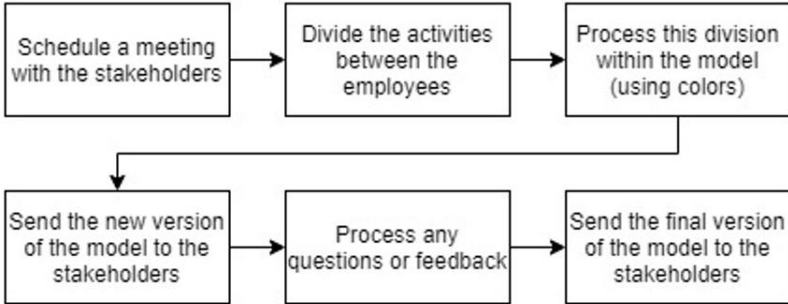 Schedule a meeting
with the stakeholders
Divide the activities
between the
employees
Process this division
within the model
(using colors)
Send the new version
of the model to the
stakeholders
Process any
questions or feedback
Send the final version
of the model to the
stakeholders